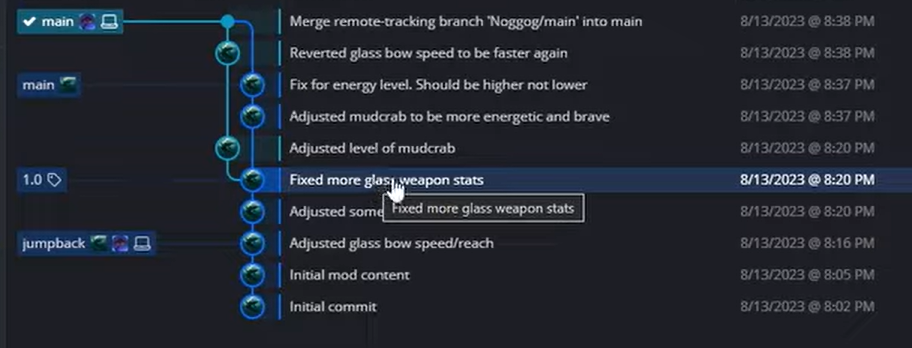 main Merge remote-tracking branch 'Noggog/main' into main 8/13/2023 @ 8:38 PM
Reverted glass bow speed to be faster again 8/13/2023 @ 8:38 PM
main Fix for energy level. Should be higher not lower 8/13/2023 @ 8:37 PM
Adjusted mudcrab to be more energetic and brave 8/13/2023 @ 8:37 PM
Adjusted level of mudcrab 8/13/2023 @ 8:20 PM
1.0 Fixed more glass weapon stats 8/13/2023 @ 8:20 PM
Adjusted some 8/13/2023 @ 8:20 PM
Fixed more glass weapon stats
jumpback Adjusted glass bow speed/reach 8/13/2023 @ 8:16 PM
Initial mod content 8/13/2023 @ 8:05 PM
Initial commit 8/13/2023 @ 8:02 PM